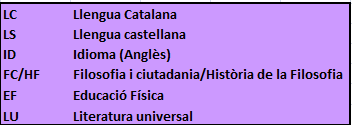 LC Llengua Catalana
LS Llengua castellana
ID Idioma (Anglès)
FC/HF Filosofia i ciutadania/Història de la Filosofia
EF Educació Física
LU Literatura universal